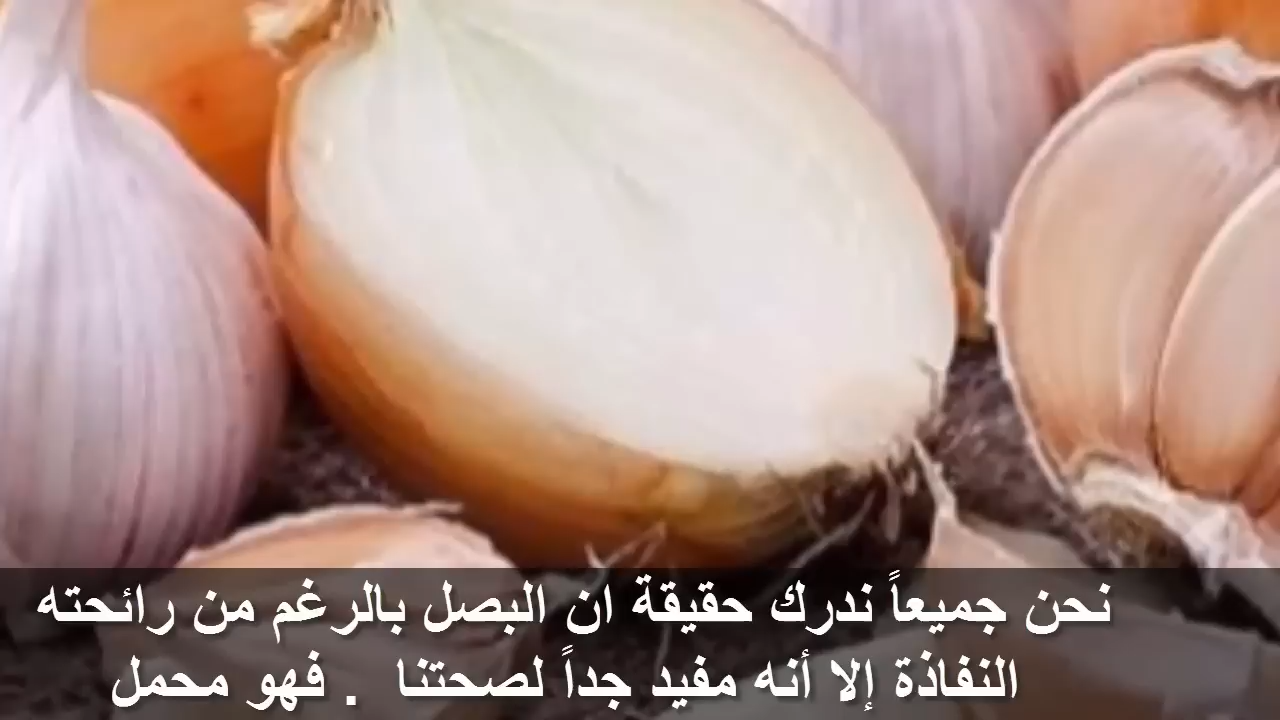 نحن جميعاً ندرك حقيقة ان البصل بالرغم من رائحته
النفاذة إلا أنه مفيد جداً لصحتنا . فهو محمل